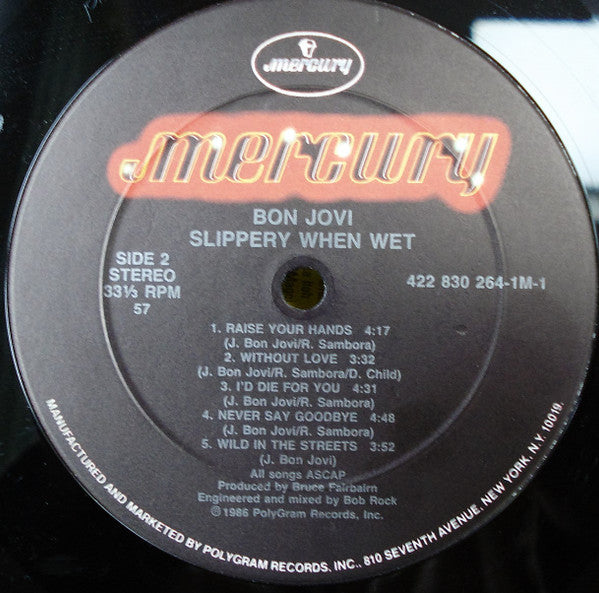 mercury
mercury
BON JOVI
SLIPPERY WHEN WET
SIDE 2
STEREO
33⅓ RPM
57
422 830 264-1M-1
1. RAISE YOUR HANDS 4:17
(J. Bon Jovi/R. Sambora)
2. WITHOUT LOVE 3:32
(J. Bon Jovi/R. Sambora/D. Child)
3. I'D DIE FOR YOU 4:31
(J. Bon Jovi/R. Sambora)
4. NEVER SAY GOODBYE 4:48
(J. Bon Jovi/R. Sambora)
5. WILD IN THE STREETS 3:52
(J. Bon Jovi)
All songs ASCAP
Produced by Bruce Fairbairn
Engineered and mixed by Bob Rock
℗1986 PolyGram Records, Inc.
MANUFACTURED AND MARKETED BY POLYGRAM RECORDS, INC., 810 SEVENTH AVENUE, NEW YORK, N.Y. 10019.